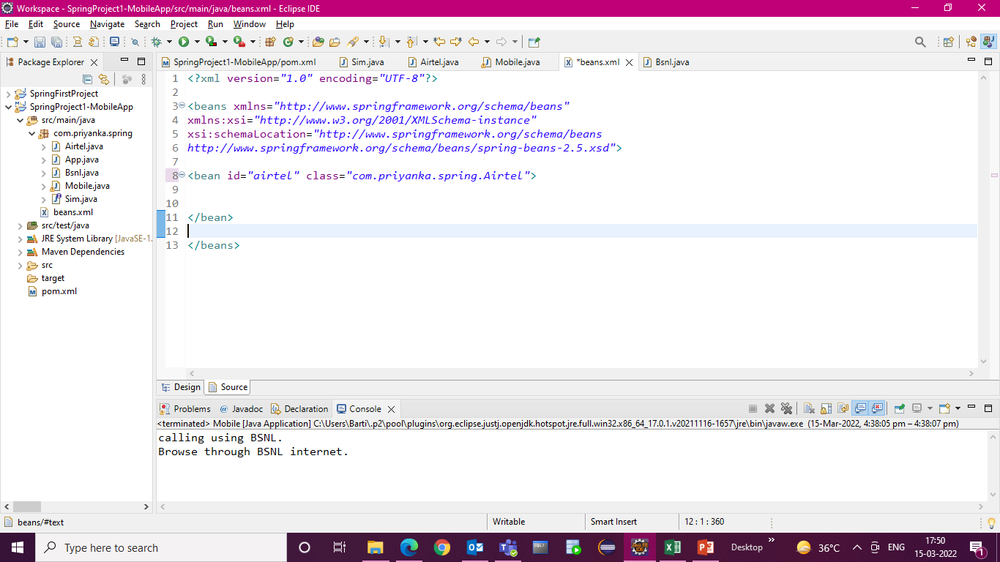 Workspace - SpringProject1-MobileApp/src/main/java/beans.xml - Eclipse IDE
File Edit Source Navigate Search Project Run Window Help
Package Explorer
SpringProject1-MobileApp/pom.xml Sim.java Airtel.java Mobile.java *beans.xml Bsnl.java
SpringFirstProject
SpringProject1-MobileApp
src/main/java
com.priyanka.spring
Airtel.java
App.java
Bsnl.java
Mobile.java
Sim.java
beans.xml
src/test/java
JRE System Library [JavaSE-1.
Maven Dependencies
src
target
pom.xml
1 <?xml version="1.0" encoding="UTF-8"?>
2
3 <beans xmlns="http://www.springframework.org/schema/beans"
4 xmlns:xsi="http://www.w3.org/2001/XMLSchema-instance"
5 xsi:schemaLocation="http://www.springframework.org/schema/beans
6 http://www.springframework.org/schema/beans/spring-beans-2.5.xsd">
7
8 <bean id="airtel" class="com.priyanka.spring.Airtel">
9
10
11 </bean>
12
13 </beans>
Design Source
Problems @ Javadoc Declaration Console
<terminated> Mobile [Java Application] C:\Users\Barti\.p2\pool\plugins\org.eclipse.justj.openjdk.hotspot.jre.full.win32.x86_64_17.0.1.v20211116-1657\jre\bin\javaw.exe (15-Mar-2022, 4:38:05 pm – 4:38:07 pm)
calling using BSNL.
Browse through BSNL internet.
beans/#text Writable Smart Insert 12 : 1 : 360
Type here to search Desktop 36°C ENG 17:50
15-03-2022 1